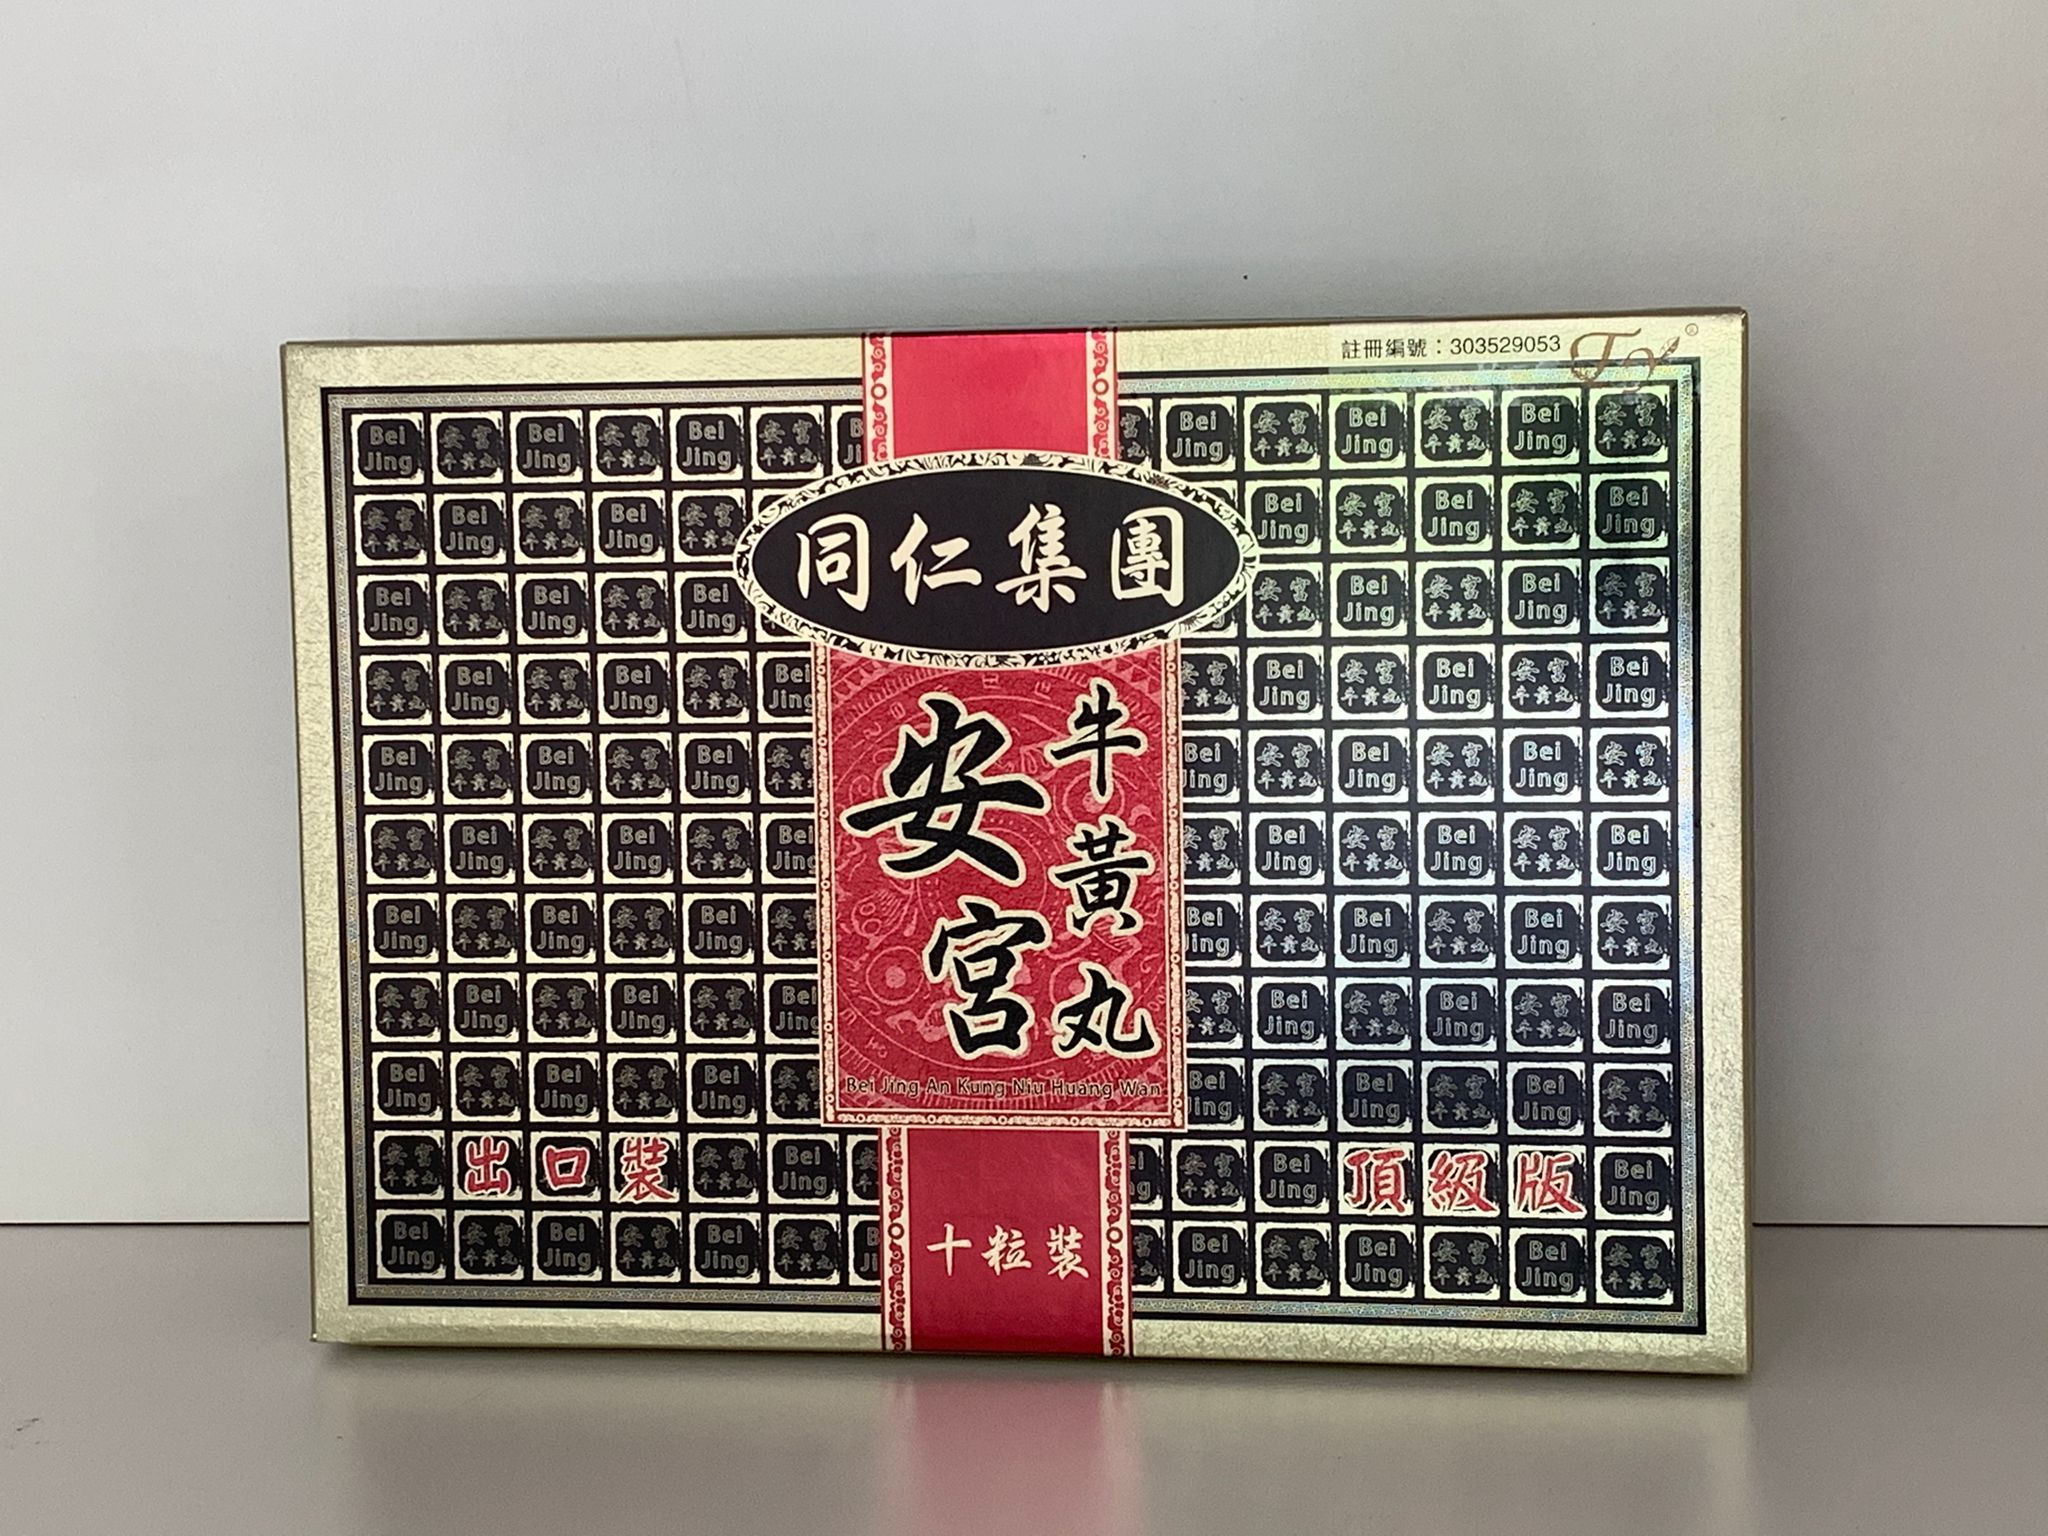 註冊編號：303529053
同仁集團
安宮
牛黃丸
Bei Jing An Kung Niu Huang Wan
出口裝
頂級版
十粒裝
Bei Jing
安宮牛黃丸